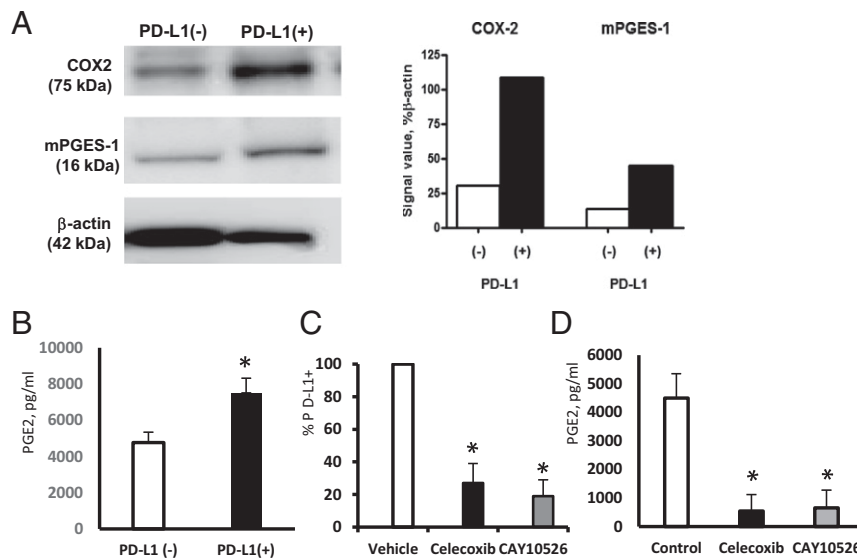 A
PD-L1(-) PD-L1(+)
COX2
(75 kDa)
mPGES-1
(16 kDa)
β-actin
(42 kDa)
COX-2 mPGES-1
Signal value, %β-actin
125
100
75
50
25
0
(-) (+) (-) (+)
PD-L1 PD-L1
B
PGE2, pg/ml
10000
8000
6000
4000
2000
0
*
PD-L1 (-) PD-L1(+)
C
% P D-L1+
100
80
60
40
20
0
* *
Vehicle Celecoxib CAY10526
D
PGE2, pg/ml
6000
5000
4000
3000
2000
1000
0
* *
Control Celecoxib CAY10526